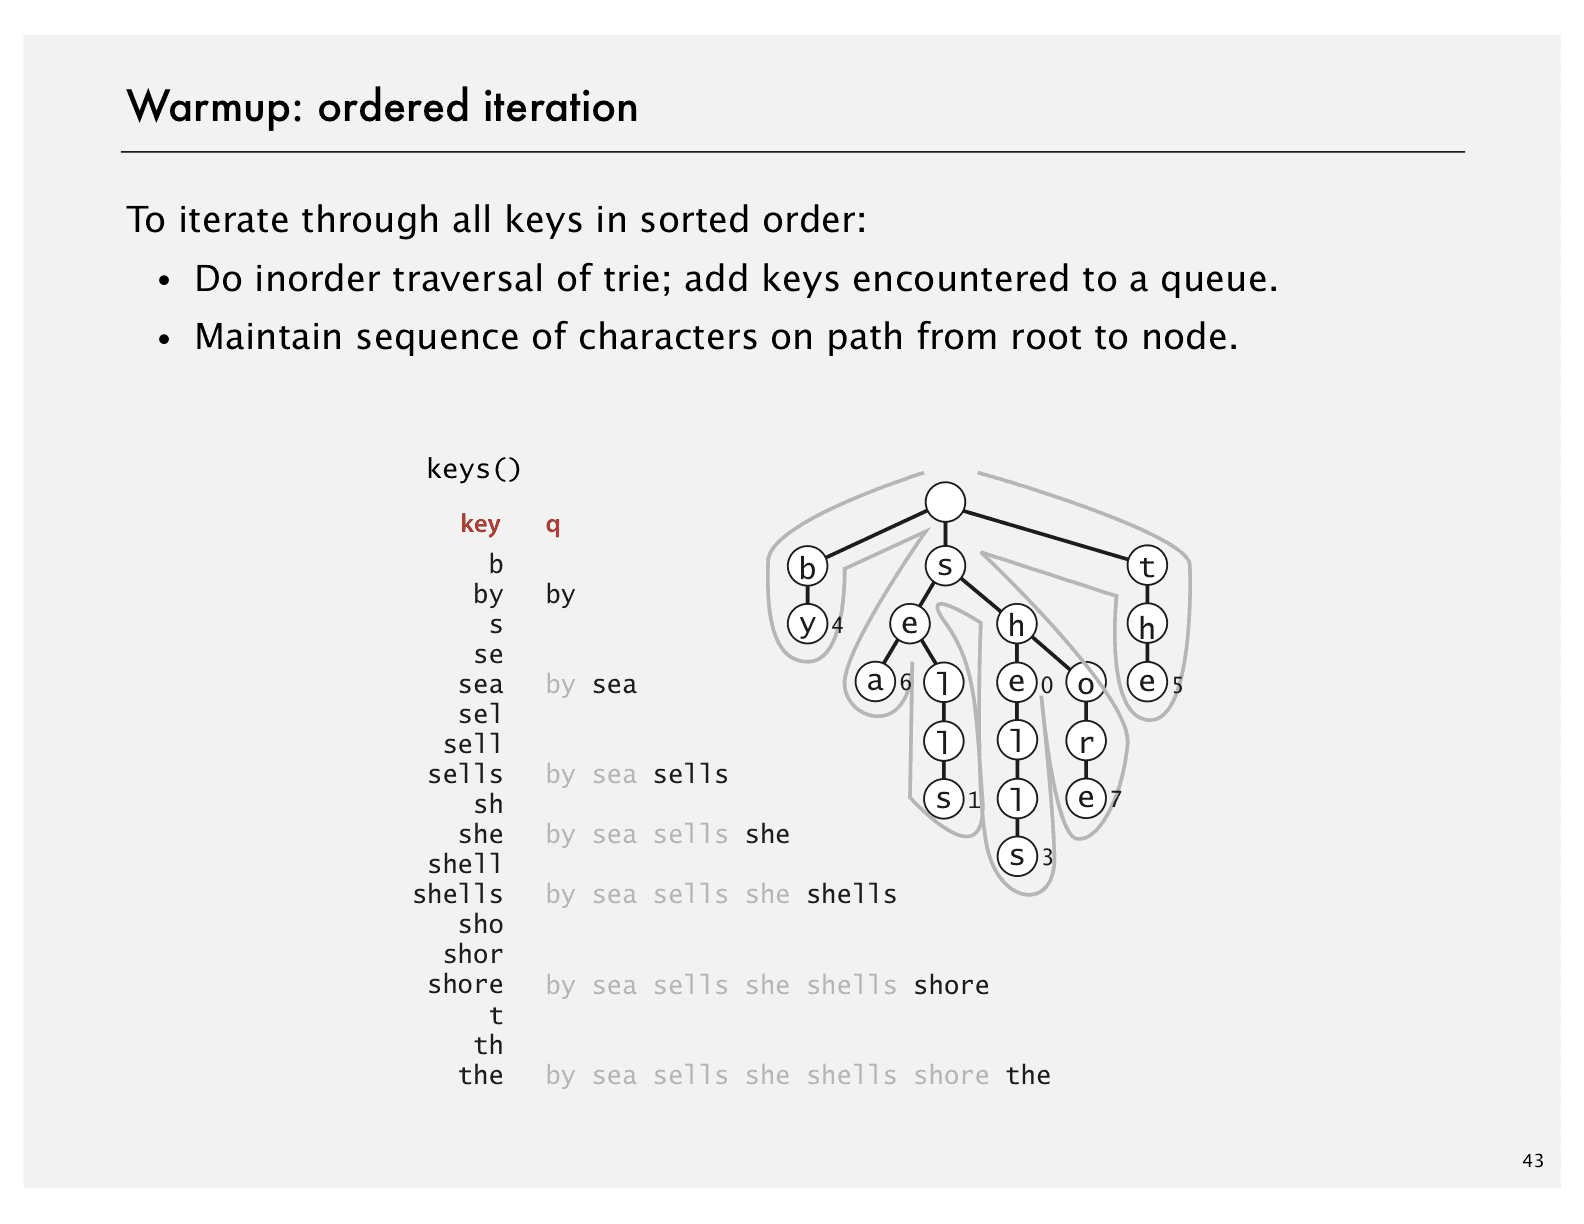 Warmup: ordered iteration
To iterate through all keys in sorted order:
• Do inorder traversal of trie; add keys encountered to a queue.
• Maintain sequence of characters on path from root to node.
keys()
key q
b
by by
s
se
sea by sea
sel
sell
sells by sea sells
sh
she by sea sells she
shell
shells by sea sells she shells
sho
shor
shore by sea sells she shells shore
t
th
the by sea sells she shells shore the
b s t
y 4 e h h
a 6 l e 0 o e 5
l l r
s 1 l e 7
s 3
43